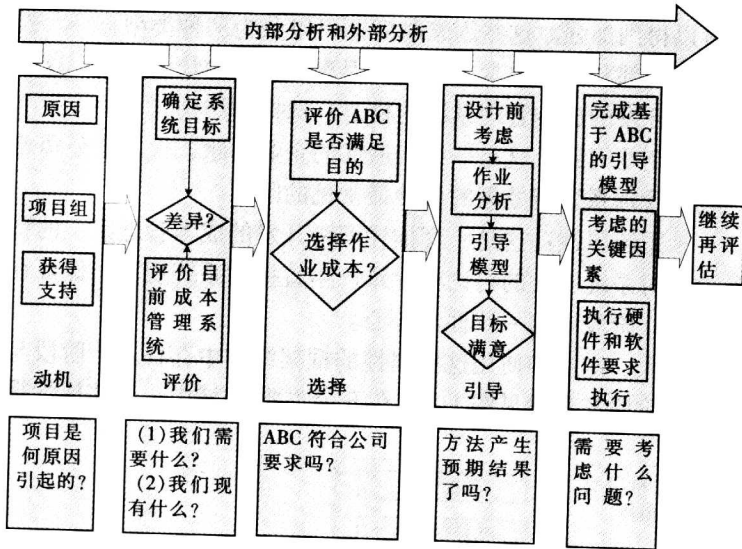 内部分析和外部分析
原因
项目组
获得
支持
动机
确定系
统目标
差异?
评价目
前成本
管理系
统
评价
评价 ABC
是否满足
目的
选择作
业成本?
选择
设计前
考虑
作业
分析
引导
模型
目标
满意
引导
完成基
于 ABC
的引导
模型
考虑的
关键因
素
执行硬
件和软
件要求
执行
继续
再评
估
项目是
何原因
引起的?
(1)我们需
要什么?
(2)我们现
有什么?
ABC 符合公司
要求吗?
方法产生
预期结果
了吗?
需要考
虑什么
问题?